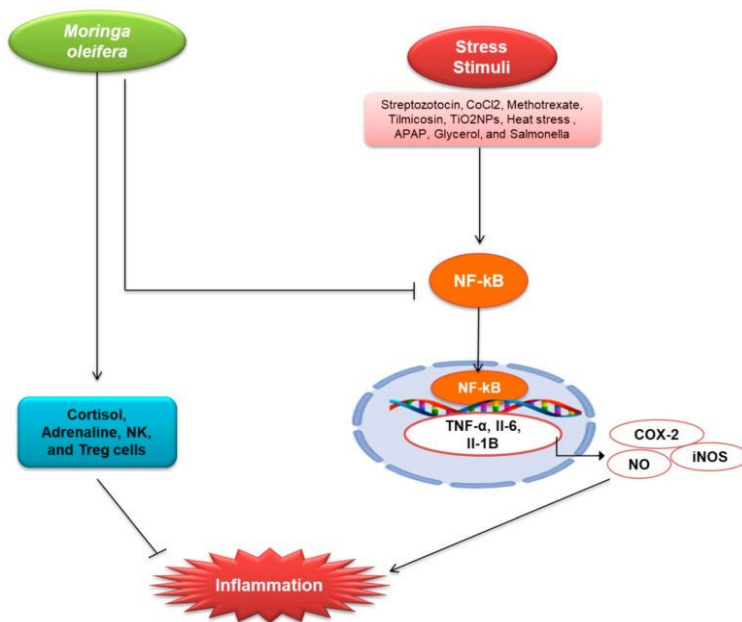 Moringa
oleifera
Stress
Stimuli
Streptozotocin, CoCl2, Methotrexate,
Tilmicosin, TiO2NPs, Heat stress ,
APAP, Glycerol, and Salmonella
NF-kB
NF-kB
TNF-α, Il-6,
Il-1B
COX-2
NO
iNOS
Cortisol,
Adrenaline, NK,
and Treg cells
Inflammation